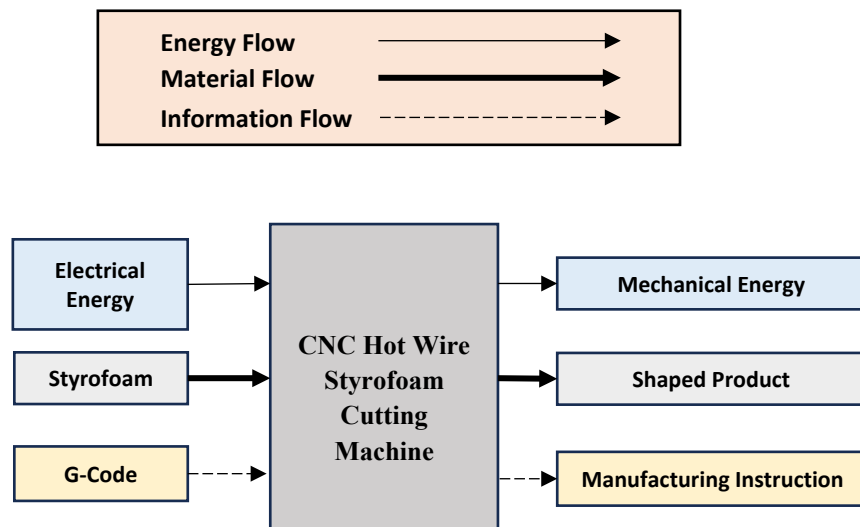 Energy Flow
Material Flow
Information Flow
Electrical
Energy
Mechanical Energy
CNC Hot Wire
Styrofoam
Cutting
Machine
Styrofoam
Shaped Product
G-Code
Manufacturing Instruction